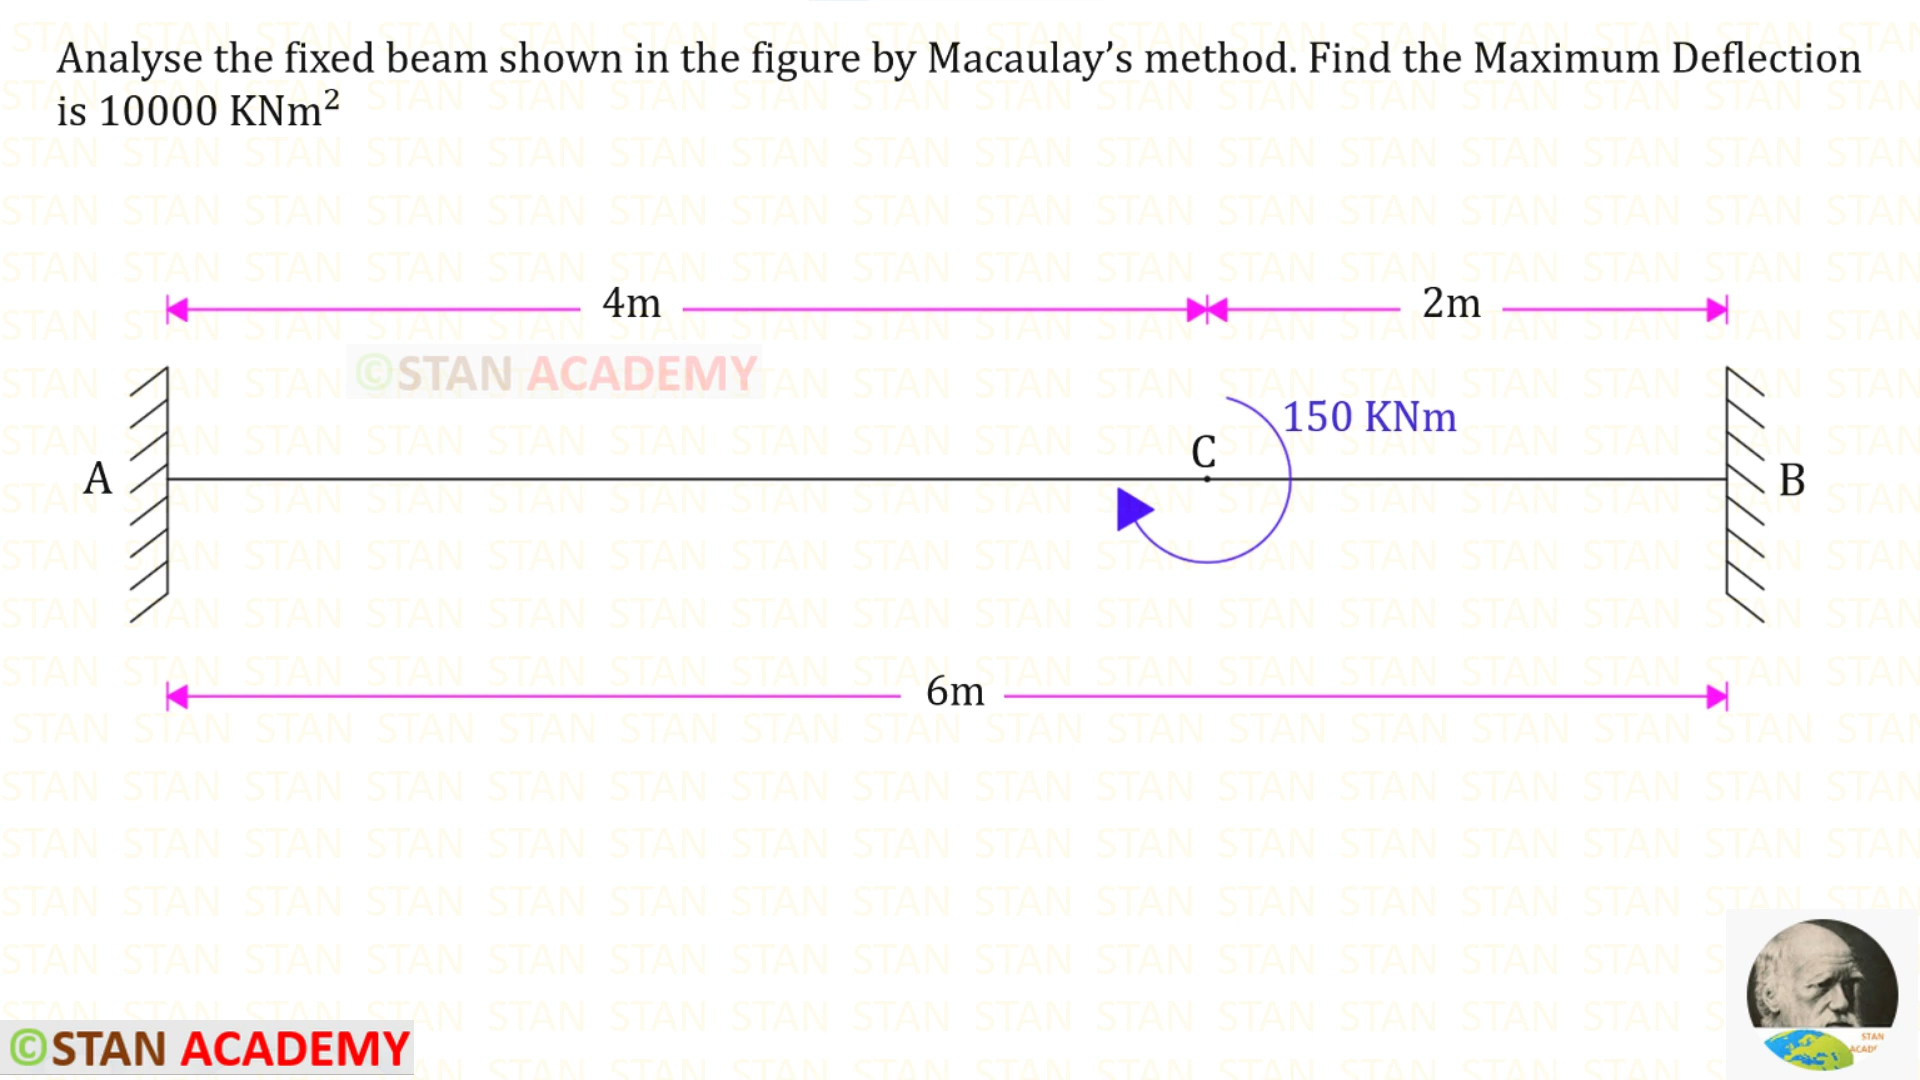 Analyse the fixed beam shown in the figure by Macaulay’s method. Find the Maximum Deflection
is 10000 KNm²
4m
2m
©STAN ACADEMY
150 KNm
C
A
B
6m
©STAN ACADEMY
STAN